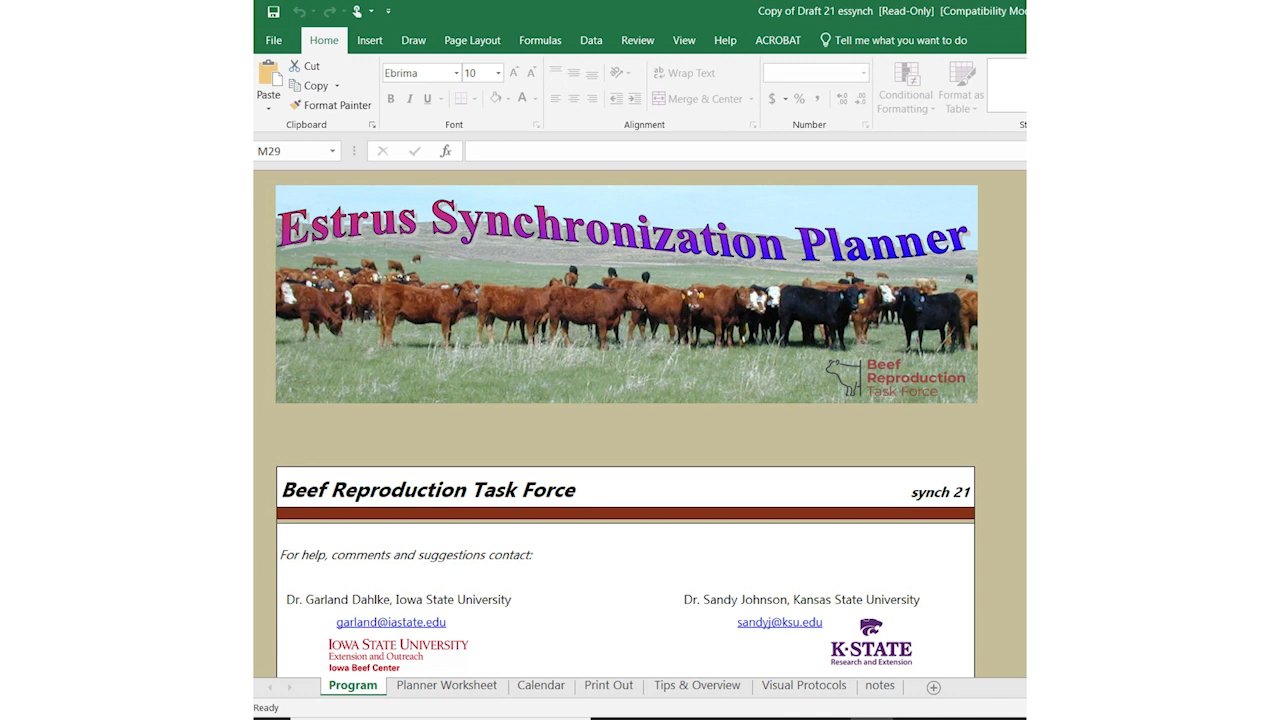 Copy of Draft 21 essynch [Read-Only] [Compatibility Mod
File Home Insert Draw Page Layout Formulas Data Review View Help ACROBAT Tell me what you want to do
Paste
Cut
Copy
Format Painter
Clipboard
Ebrima 10
B I U A
Font
Wrap Text
Merge & Center
Alignment
$ % ,
Number
Conditional Formatting
Format as Table
St
M29
fx
Estrus Synchronization Planner
Beef
Reproduction
Task Force
Beef Reproduction Task Force synch 21
For help, comments and suggestions contact:
Dr. Garland Dahlke, Iowa State University Dr. Sandy Johnson, Kansas State University
garland@iastate.edu sandyj@ksu.edu
IOWA STATE UNIVERSITY
Extension and Outreach
Iowa Beef Center
K-STATE
Research and Extension
Program Planner Worksheet Calendar Print Out Tips & Overview Visual Protocols notes
Ready